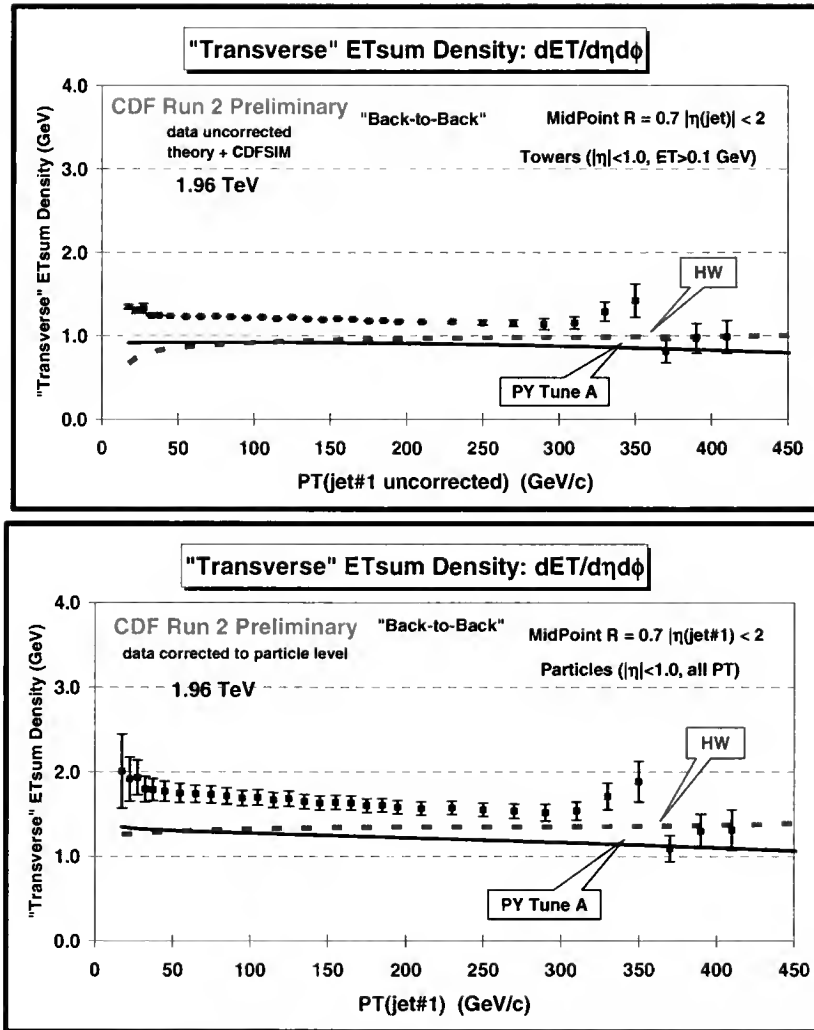 "Transverse" ETsum Density: dET/dηdφ
4.0
3.0
2.0
1.0
0.0
"Transverse" ETsum Density (GeV)
CDF Run 2 Preliminary
data uncorrected
theory + CDFSIM
1.96 TeV
"Back-to-Back"
MidPoint R = 0.7 |η(jet)| < 2
Towers (|η|<1.0, ET>0.1 GeV)
HW
PY Tune A
0 50 100 150 200 250 300 350 400 450
PT(jet#1 uncorrected) (GeV/c)
"Transverse" ETsum Density: dET/dηdφ
4.0
3.0
2.0
1.0
0.0
"Transverse" ETsum Density (GeV)
CDF Run 2 Preliminary
data corrected to particle level
1.96 TeV
"Back-to-Back"
MidPoint R = 0.7 |η(jet#1) < 2
Particles (|η|<1.0, all PT)
HW
PY Tune A
0 50 100 150 200 250 300 350 400 450
PT(jet#1) (GeV/c)